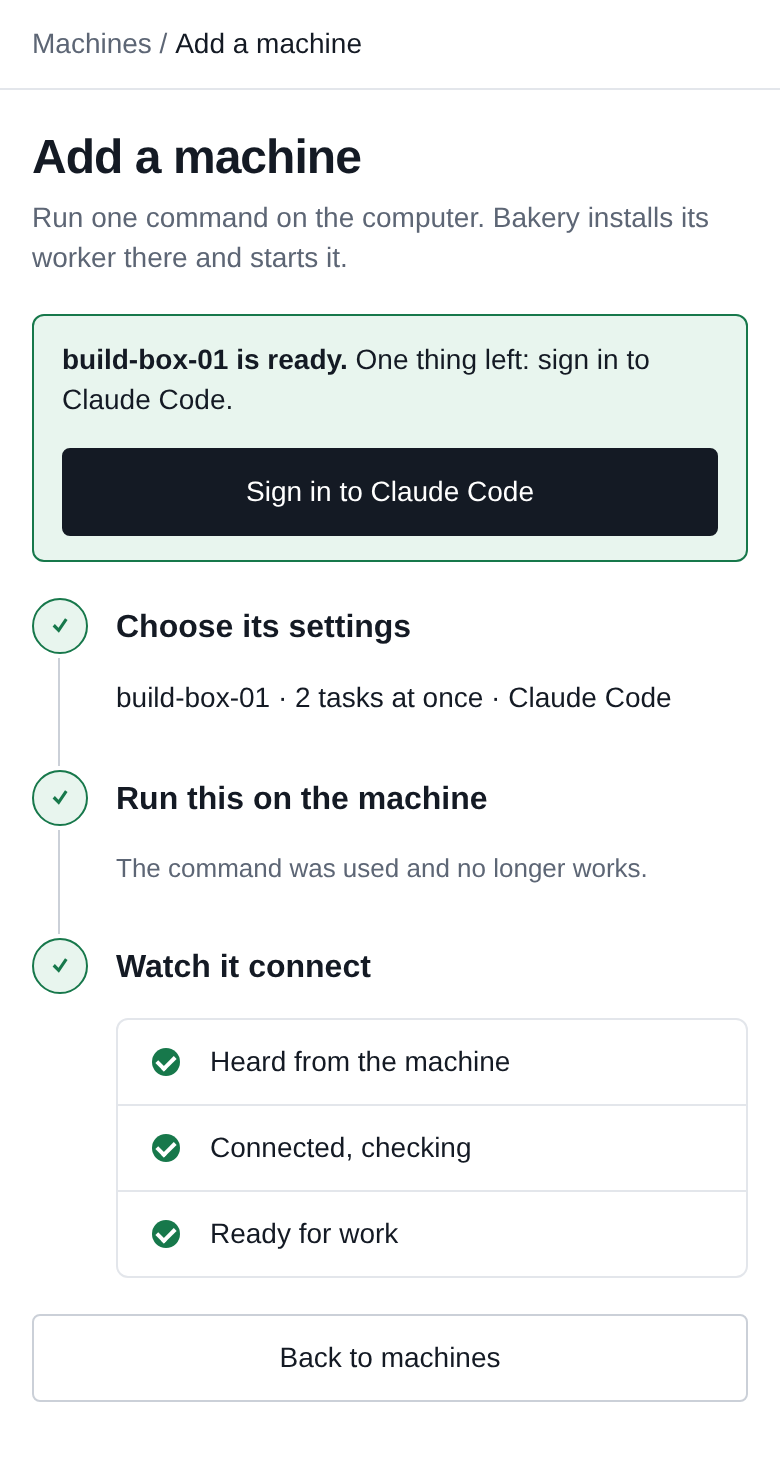 Machines / Add a machine
Add a machine
Run one command on the computer. Bakery installs its
worker there and starts it.
build-box-01 is ready. One thing left: sign in to
Claude Code.
Sign in to Claude Code
Choose its settings
build-box-01 · 2 tasks at once · Claude Code
Run this on the machine
The command was used and no longer works.
Watch it connect
Heard from the machine
Connected, checking
Ready for work
Back to machines